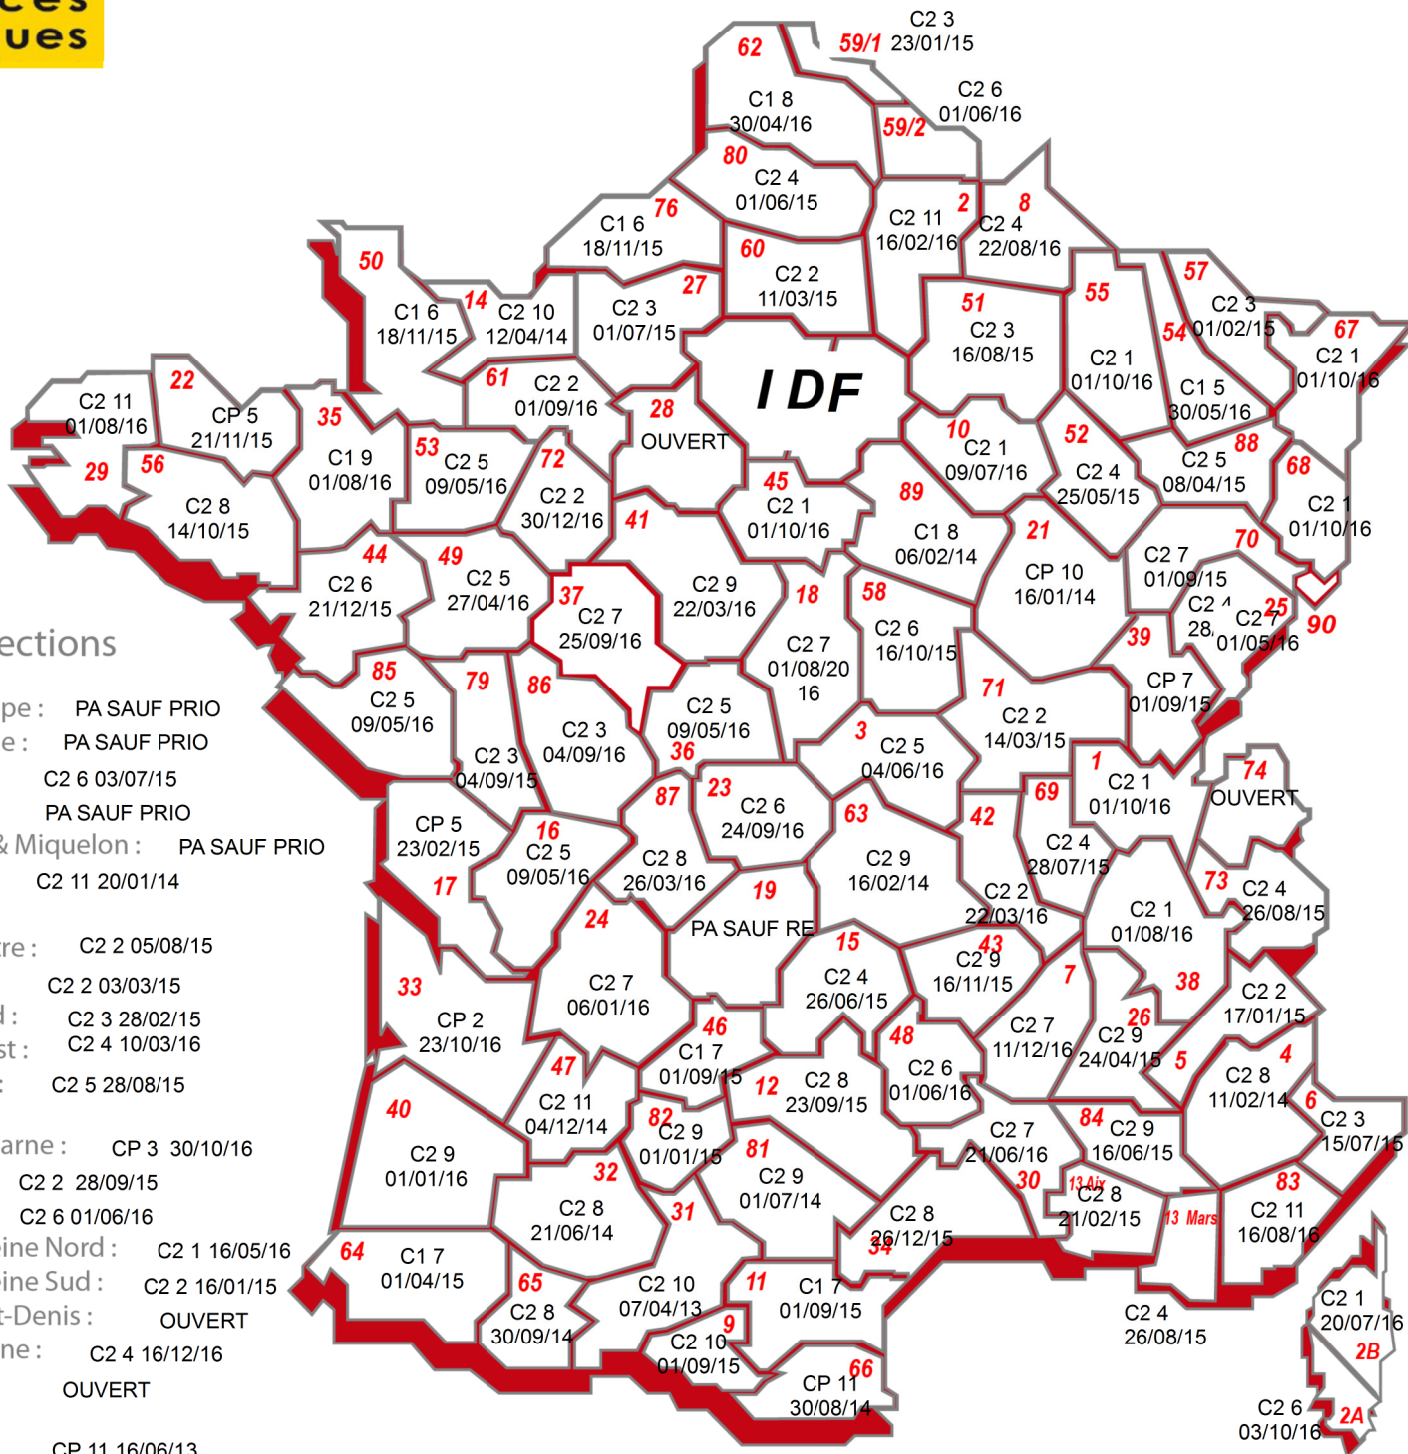 ces
ues
C2 3
23/01/15
59/1
62
C2 6
01/06/16
C1 8
30/04/16
59/2
80
C2 4
01/06/15
76
C1 6
18/11/15
2
C2 11
16/02/16
8
C2 4
22/08/16
60
C2 2
11/03/15
50
C1 6
18/11/15
14
C2 10
12/04/14
27
C2 3
01/07/15
51
C2 3
16/08/15
55
C2 1
01/10/16
57
C2 3
01/02/15
54
C1 5
30/05/16
67
C2 1
01/10/16
I DF
22
CP 5
21/11/15
C2 11
01/08/16
29
61
C2 2
01/09/16
28
OUVERT
35
C1 9
01/08/16
53
C2 5
09/05/16
72
C2 2
30/12/16
56
C2 8
14/10/15
10
C2 1
09/07/16
52
C2 4
25/05/15
88
C2 5
08/04/15
68
C2 1
01/10/16
45
C2 1
01/10/16
89
C1 8
06/02/14
41
C2 9
22/03/16
21
CP 10
16/01/14
70
C2 7
01/09/15
44
C2 6
21/12/15
49
C2 5
27/04/16
37
C2 7
25/09/16
18
C2 7
01/08/20
16
58
C2 6
16/10/15
C2 4
28/
25
C2 7
01/05/16
90
39
CP 7
01/09/15
ections
85
C2 5
09/05/16
79
C2 3
04/09/15
86
C2 3
04/09/16
C2 5
09/05/16
36
71
C2 2
14/03/15
pe : PA SAUF PRIO
e : PA SAUF PRIO
C2 6 03/07/15
PA SAUF PRIO
& Miquelon : PA SAUF PRIO
C2 11 20/01/14
3
C2 5
04/06/16
1
C2 1
01/10/16
74
OUVERT
87
C2 8
26/03/16
23
C2 6
24/09/16
63
C2 9
16/02/14
42
C2 2
22/03/16
69
C2 4
28/07/15
CP 5
23/02/15
17
16
C2 5
09/05/16
73
C2 4
26/08/15
19
PA SAUF RE
24
C2 7
06/01/16
15
C2 4
26/06/15
43
C2 9
16/11/15
C2 1
01/08/16
38
tre : C2 2 05/08/15
C2 2 03/03/15
d : C2 3 28/02/15
st : C2 4 10/03/16
: C2 5 28/08/15
33
CP 2
23/10/16
7
C2 7
11/12/16
26
C2 9
24/04/15
C2 2
17/01/15
5
46
C1 7
01/09/15
48
C2 6
01/06/16
4
C2 8
11/02/14
47
C2 11
04/12/14
12
C2 8
23/09/15
6
C2 3
15/07/15
40
C2 9
01/01/16
82
C2 9
01/01/15
81
C2 9
01/07/14
C2 7
21/06/16
30
84
C2 9
16/06/15
arne : CP 3 30/10/16
C2 2 28/09/15
C2 6 01/06/16
eine Nord : C2 1 16/05/16
eine Sud : C2 2 16/01/15
t-Denis : OUVERT
ne : C2 4 16/12/16
OUVERT
CP 11 16/06/13
32
C2 8
21/06/14
31
C2 10
07/04/13
C2 8
26/12/15
34
13 Aix
C2 8
21/02/15
13 Mars
C2 4
26/08/15
83
C2 11
16/08/16
64
C1 7
01/04/15
65
C2 8
30/09/14
11
C1 7
01/09/15
9
C2 10
01/09/15
66
CP 11
30/08/14
C2 1
20/07/16
2B
C2 6
03/10/16
2A